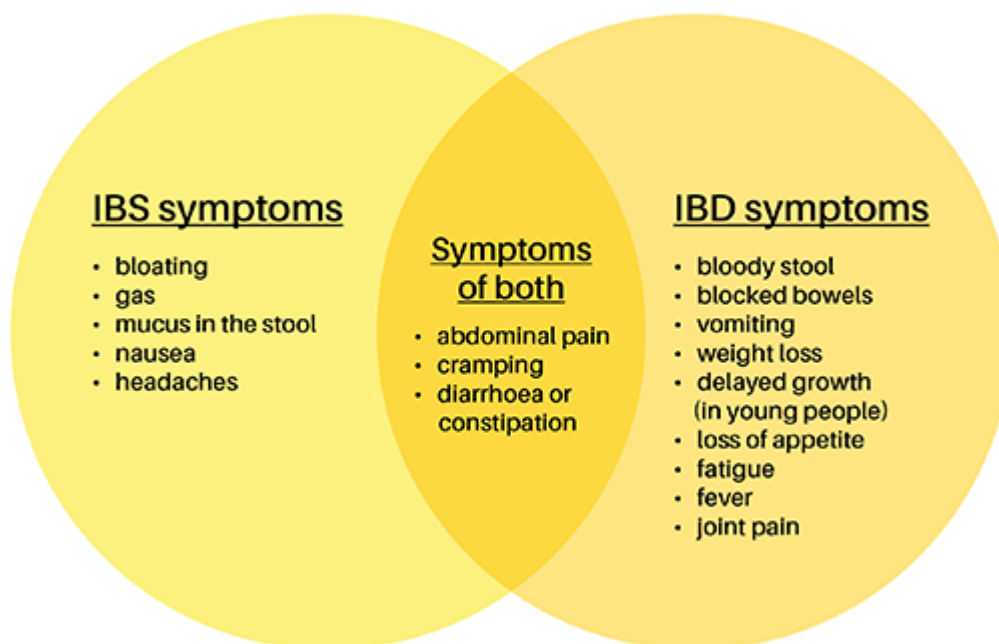 IBS symptoms
• bloating
• gas
• mucus in the stool
• nausea
• headaches
Symptoms
of both
• abdominal pain
• cramping
• diarrhoea or
constipation
IBD symptoms
• bloody stool
• blocked bowels
• vomiting
• weight loss
• delayed growth
(in young people)
• loss of appetite
• fatigue
• fever
• joint pain